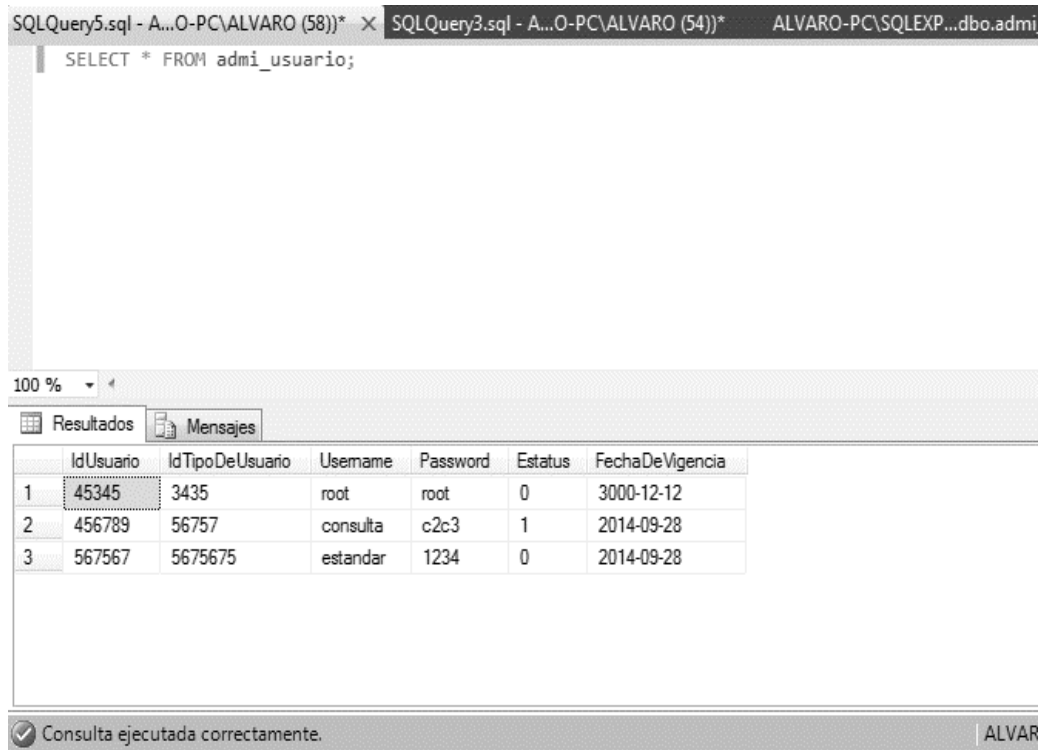 SQLQuery5.sql - A...O-PC\ALVARO (58))* SQLQuery3.sql - A...O-PC\ALVARO (54))* ALVARO-PC\SQLEXP...dbo.admi_
SELECT * FROM admi_usuario;
100 %
Resultados Mensajes
IdUsuario IdTipoDeUsuario Username Password Estatus FechaDeVigencia
1 45345 3435 root root 0 3000-12-12
2 456789 56757 consulta c2c3 1 2014-09-28
3 567567 5675675 estandar 1234 0 2014-09-28
Consulta ejecutada correctamente. ALVAR